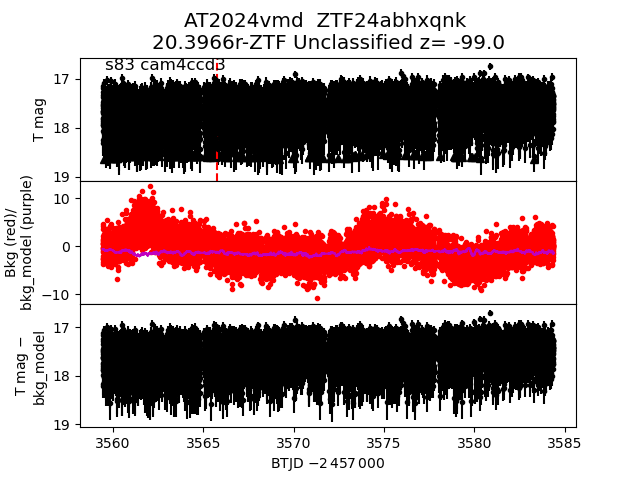 AT2024vmd  ZTF24abhxqnk
20.3966r-ZTF Unclassified z= -99.0
s83 cam4ccd3
17
18
19
T mag
10
0
−10
Bkg (red)/
bkg_model (purple)
17
18
19
T mag −
bkg_model
3560
3565
3570
3575
3580
3585
BTJD −2 457 000